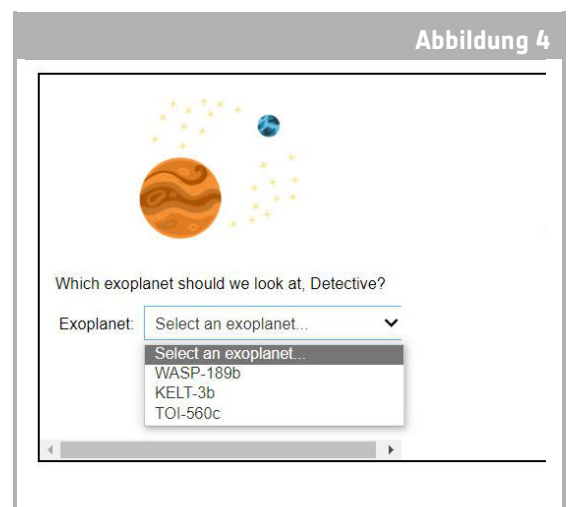 Abbildung 4
Which exoplanet should we look at, Detective?
Exoplanet: Select an exoplanet...
Select an exoplanet...
WASP-189b
KELT-3b
TOI-560c